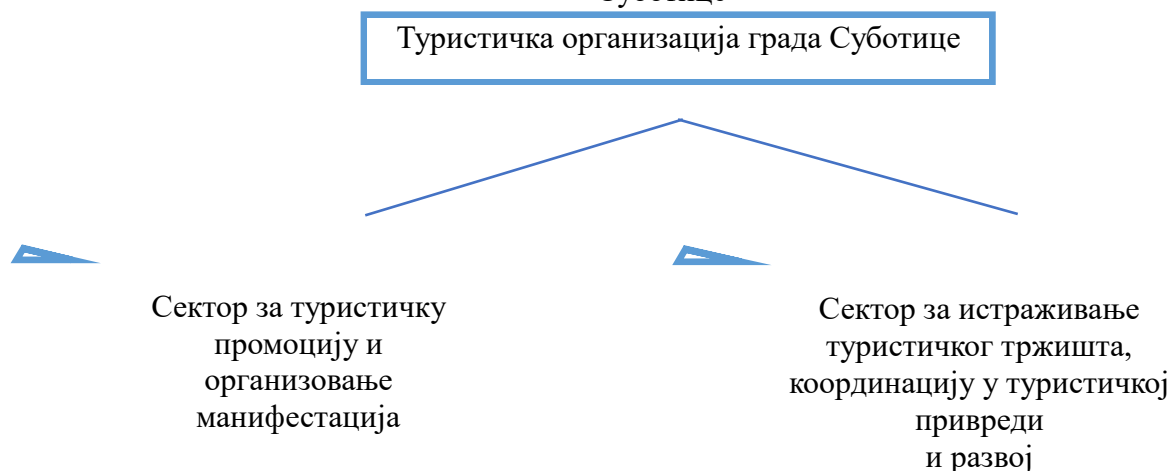 Туристичка организација града Суботице
Сектор за туристичку
промоцију и
организовање
манифестација
Сектор за истраживање
туристичког тржишта,
координацију у туристичкој
привреди
и развој